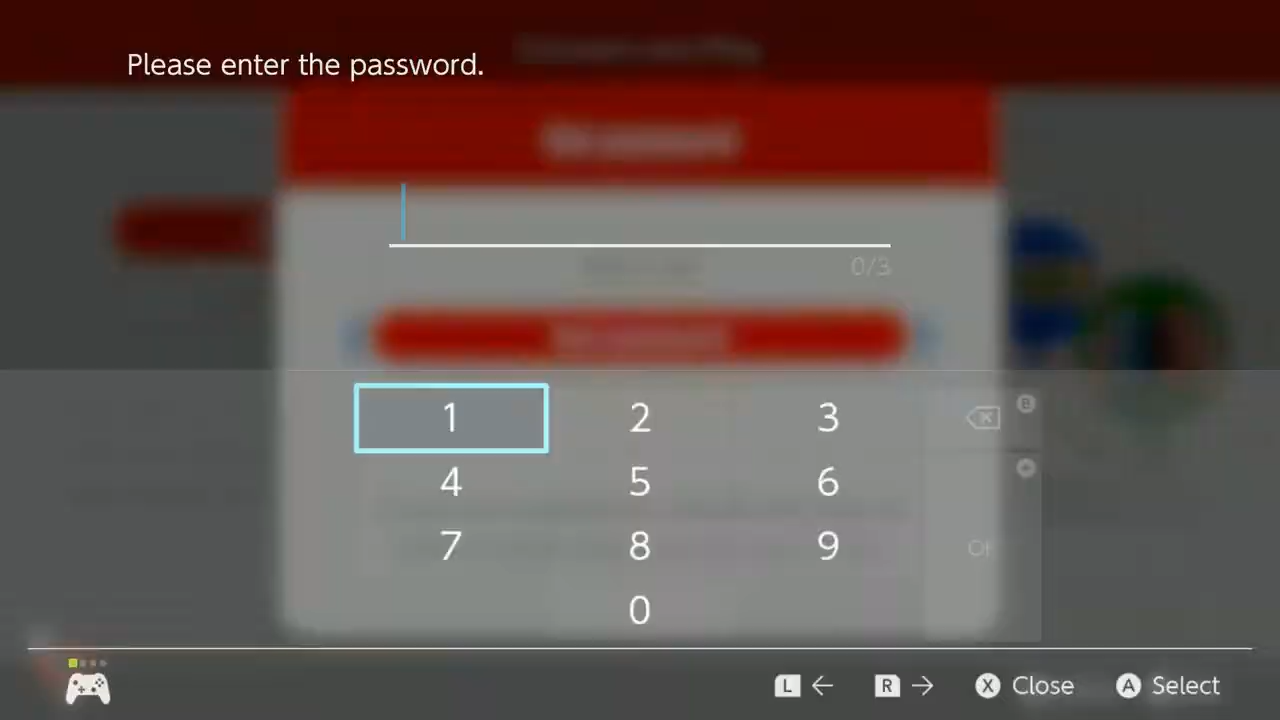 Please enter the password.
0/3
1 2 3
B
4 5 6
7 8 9
0
L ← R → X Close A Select